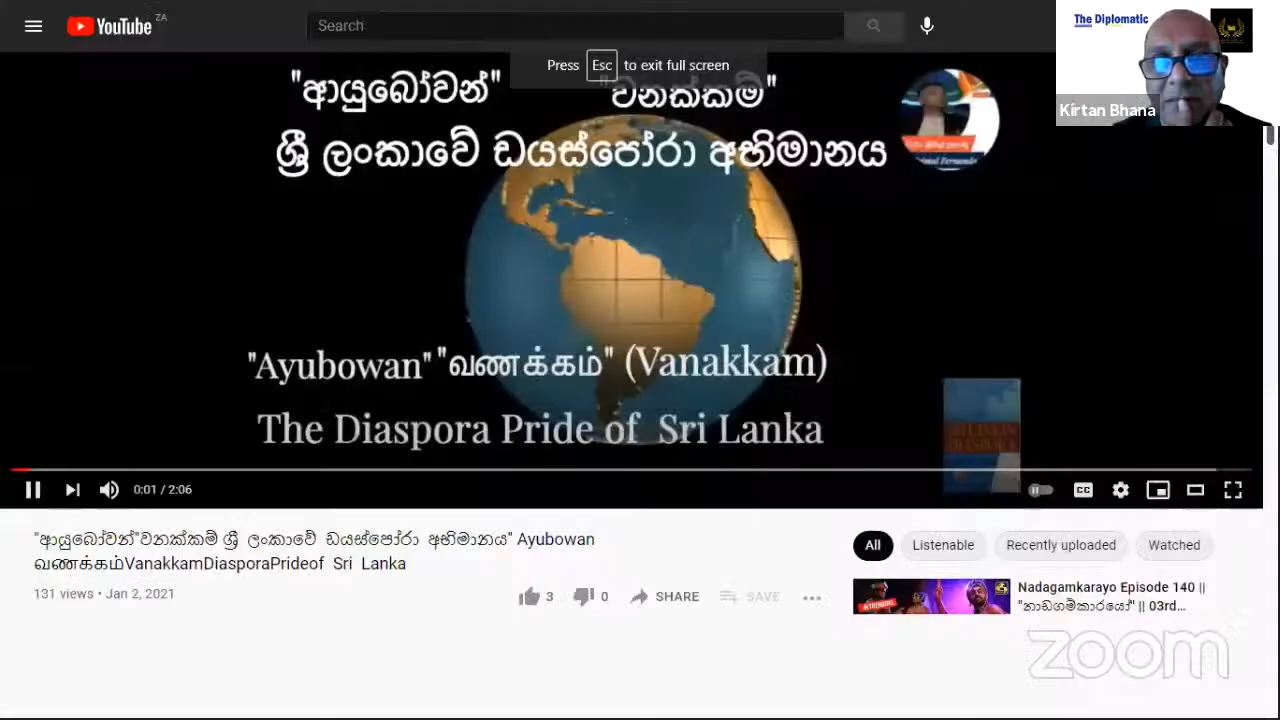 YouTube ZA
Search
Press Esc to exit full screen
The Diplomatic
Kirtan Bhana
"ආයුබෝවන්" "වනක්කම්"
ශ්‍රී ලංකාවේ ඩයස්පෝරා අභිමානය
"Ayubowan" "வணக்கம்" (Vanakkam)
The Diaspora Pride of Sri Lanka
0:01 / 2:06
CC
"ආයුබෝවන්"වනක්කම් ශ්‍රී ලංකාවේ ඩයස්පෝරා අභිමානය" Ayubowan
வணக்கம்VanakkamDiasporaPrideof Sri Lanka
131 views • Jan 2, 2021
3
0
SHARE
SAVE
All
Listenable
Recently uploaded
Watched
Nadagamkarayo Episode 140 ||
"නාඩගම්කාරයෝ" || 03rd...
zoom